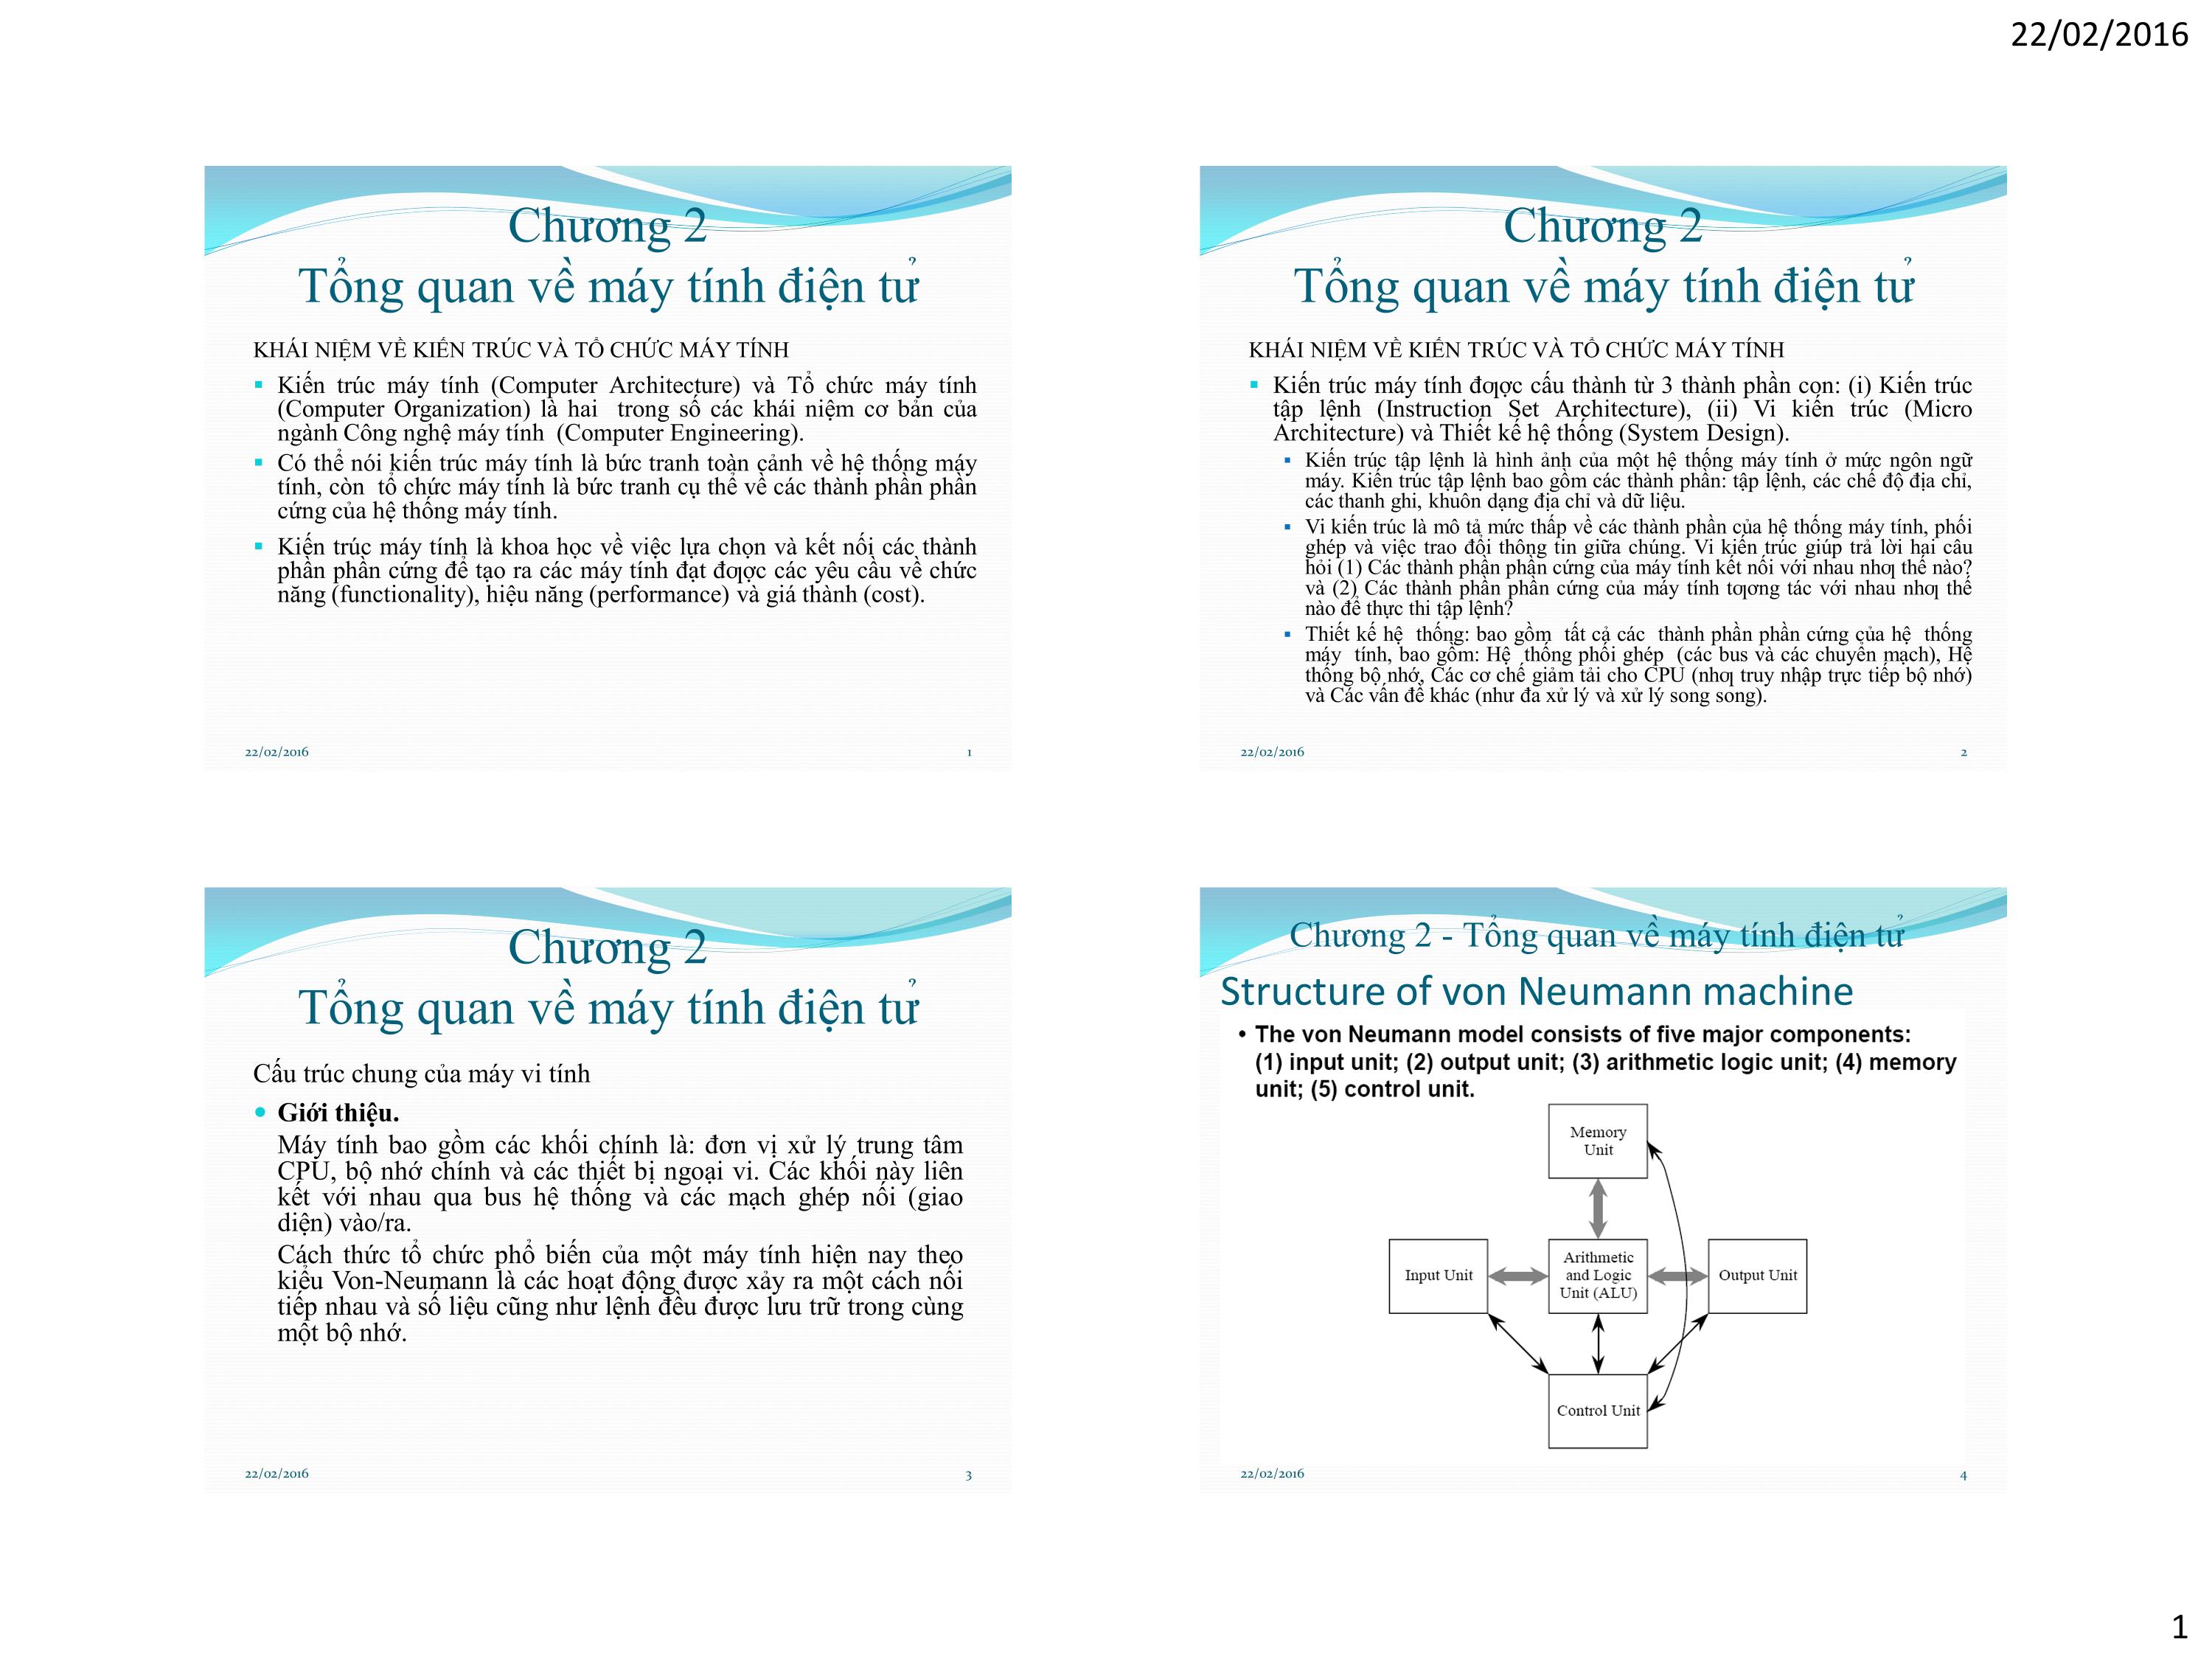 22/02/2016
Chương 2
Tổng quan về máy tính điện tử
KHÁI NIỆM VỀ KIẾN TRÚC VÀ TỔ CHỨC MÁY TÍNH
Kiến trúc máy tính (Computer Architecture) và Tổ chức máy tính
(Computer Organization) là hai trong số các khái niệm cơ bản của
ngành Công nghệ máy tính (Computer Engineering).
Có thể nói kiến trúc máy tính là bức tranh toàn cảnh về hệ thống máy
tính, còn tổ chức máy tính là bức tranh cụ thể về các thành phần phần
cứng của hệ thống máy tính.
Kiến trúc máy tính là khoa học về việc lựa chọn và kết nối các thành
phần phần cứng để tạo ra các máy tính đạt đƣợc các yêu cầu về chức
năng (functionality), hiệu năng (performance) và giá thành (cost).
22/02/2016
1
Chương 2
Tổng quan về máy tính điện tử
KHÁI NIỆM VỀ KIẾN TRÚC VÀ TỔ CHỨC MÁY TÍNH
Kiến trúc máy tính đƣợc cấu thành từ 3 thành phần con: (i) Kiến trúc
tập lệnh (Instruction Set Architecture), (ii) Vi kiến trúc (Micro
Architecture) và Thiết kế hệ thống (System Design).
Kiến trúc tập lệnh là hình ảnh của một hệ thống máy tính ở mức ngôn ngữ
máy. Kiến trúc tập lệnh bao gồm các thành phần: tập lệnh, các chế độ địa chỉ,
các thanh ghi, khuôn dạng địa chỉ và dữ liệu.
Vi kiến trúc là mô tả mức thấp về các thành phần của hệ thống máy tính, phối
ghép và việc trao đổi thông tin giữa chúng. Vi kiến trúc giúp trả lời hai câu
hỏi (1) Các thành phần phần cứng của máy tính kết nối với nhau nhƣ thế nào?
và (2) Các thành phần phần cứng của máy tính tƣơng tác với nhau nhƣ thế
nào để thực thi tập lệnh?
Thiết kế hệ thống: bao gồm tất cả các thành phần phần cứng của hệ thống
máy tính, bao gồm: Hệ thống phối ghép (các bus và các chuyển mạch), Hệ
thống bộ nhớ, Các cơ chế giảm tải cho CPU (nhƣ truy nhập trực tiếp bộ nhớ)
và Các vấn đề khác (như đa xử lý và xử lý song song).
22/02/2016
2
Chương 2
Tổng quan về máy tính điện tử
Cấu trúc chung của máy vi tính
Giới thiệu.
Máy tính bao gồm các khối chính là: đơn vị xử lý trung tâm
CPU, bộ nhớ chính và các thiết bị ngoại vi. Các khối này liên
kết với nhau qua bus hệ thống và các mạch ghép nối (giao
diện) vào/ra.
Cách thức tổ chức phổ biến của một máy tính hiện nay theo
kiểu Von-Neumann là các hoạt động được xảy ra một cách nối
tiếp nhau và số liệu cũng như lệnh đều được lưu trữ trong cùng
một bộ nhớ.
22/02/2016
3
Chương 2 - Tổng quan về máy tính điện tử
Structure of von Neumann machine
• The von Neumann model consists of five major components:
(1) input unit; (2) output unit; (3) arithmetic logic unit; (4) memory
unit; (5) control unit.
Memory
Unit
Input Unit
Arithmetic
and Logic
Unit (ALU)
Output Unit
Control Unit
22/02/2016
4
1